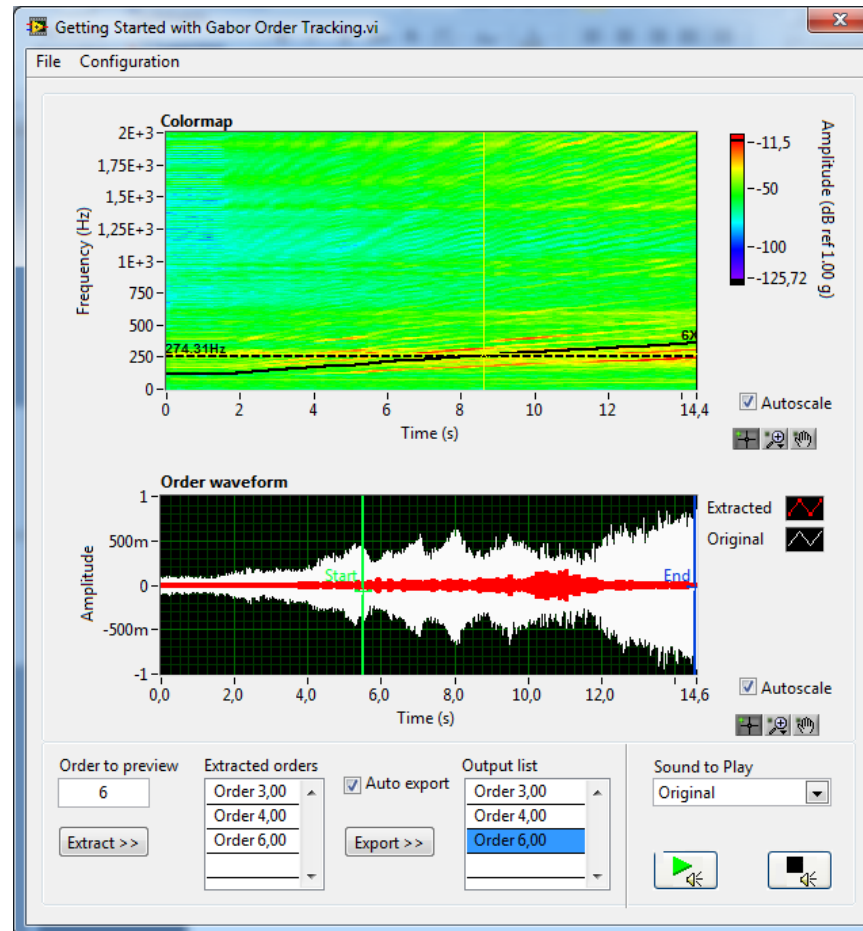 Getting Started with Gabor Order Tracking.vi
File Configuration
Colormap
2E+3
1,75E+3
1,5E+3
1,25E+3
1E+3
750
500
250
0
Frequency (Hz)
274.31Hz
6X
0 2 4 6 8 10 12 14,4
Time (s)
-11,5
-50
-100
-125,72
Amplitude (dB ref 1.00 g)
Autoscale
Order waveform
1
500m
0
-500m
-1
Amplitude
Start
End
0,0 2,0 4,0 6,0 8,0 10,0 12,0 14,6
Time (s)
Extracted
Original
Autoscale
Order to preview
6
Extract >>
Extracted orders
Order 3,00
Order 4,00
Order 6,00
Auto export
Export >>
Output list
Order 3,00
Order 4,00
Order 6,00
Sound to Play
Original